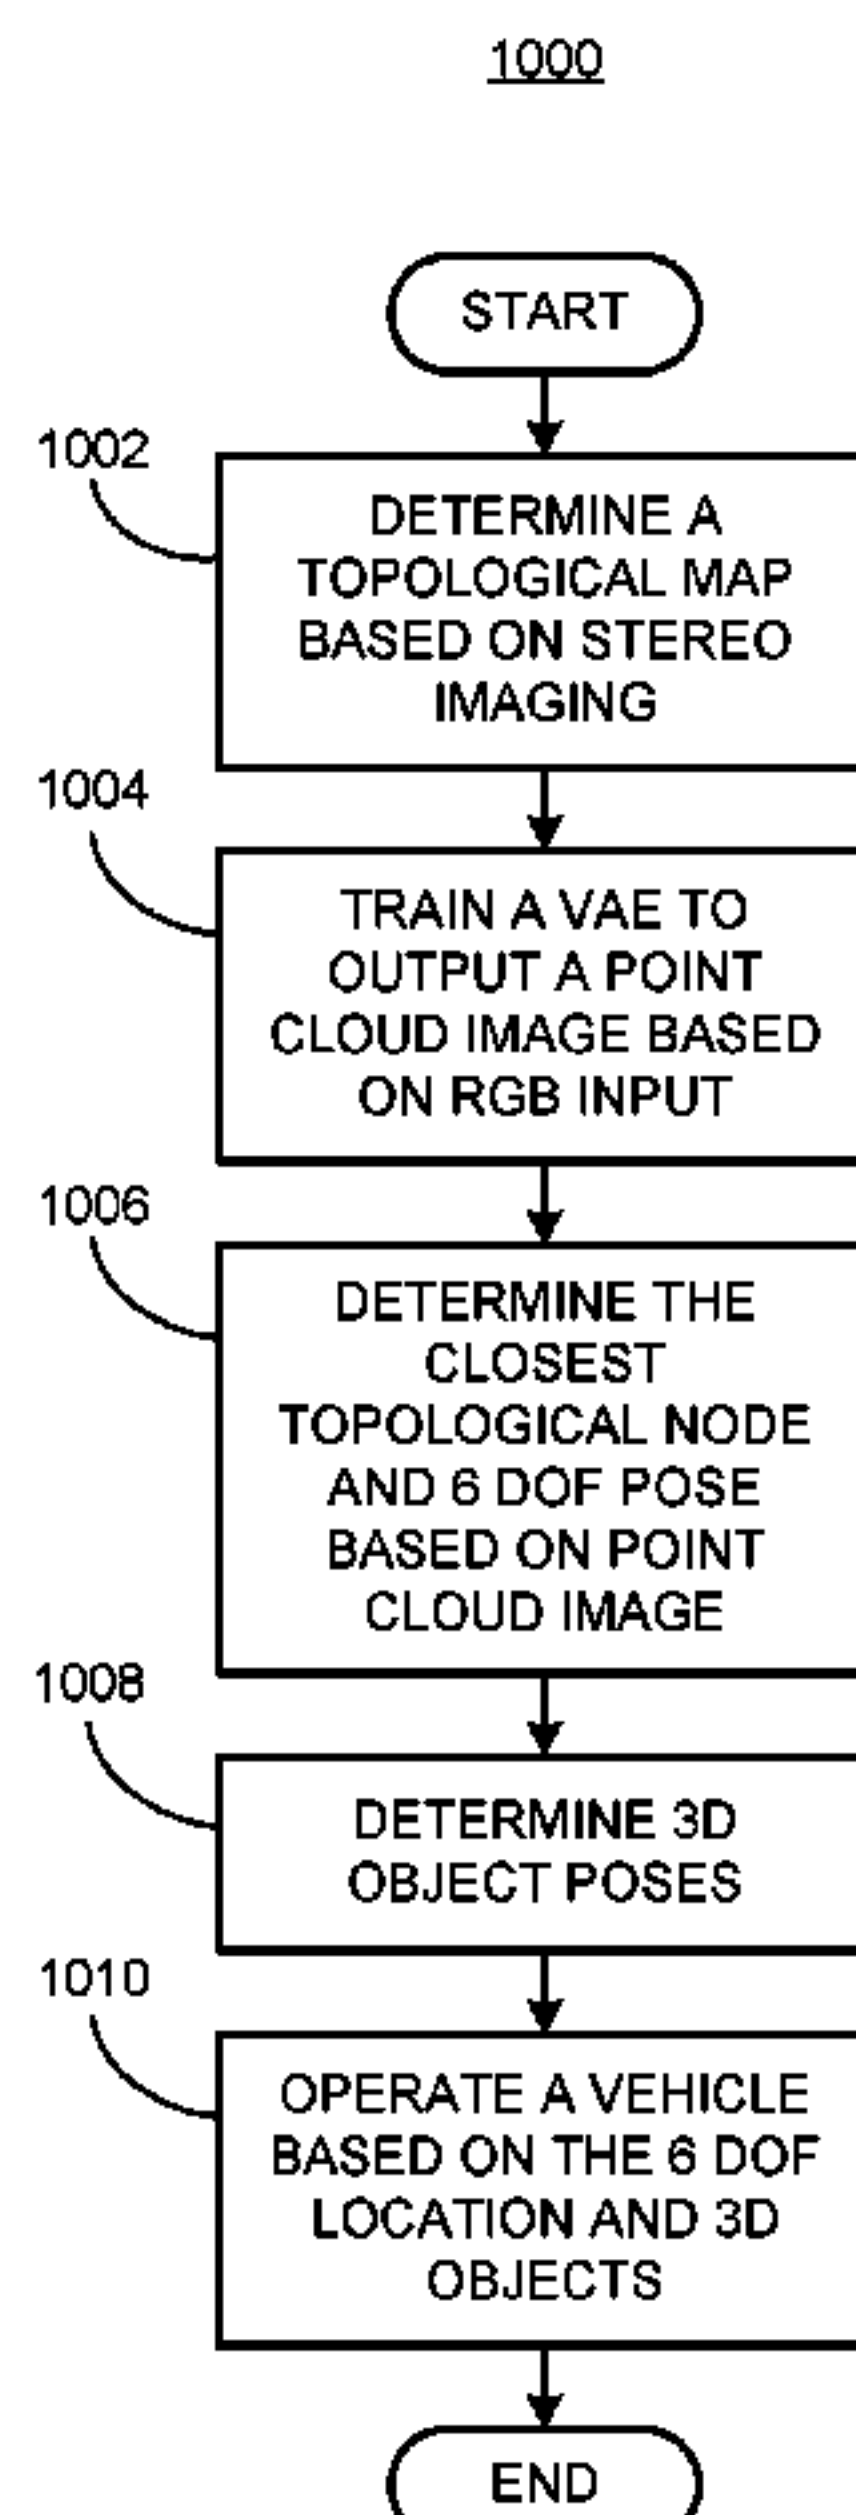 1000
START
1002
DETERMINE A
TOPOLOGICAL MAP
BASED ON STEREO
IMAGING
1004
TRAIN A VAE TO
OUTPUT A POINT
CLOUD IMAGE BASED
ON RGB INPUT
1006
DETERMINE THE
CLOSEST
TOPOLOGICAL NODE
AND 6 DOF POSE
BASED ON POINT
CLOUD IMAGE
1008
DETERMINE 3D
OBJECT POSES
1010
OPERATE A VEHICLE
BASED ON THE 6 DOF
LOCATION AND 3D
OBJECTS
END